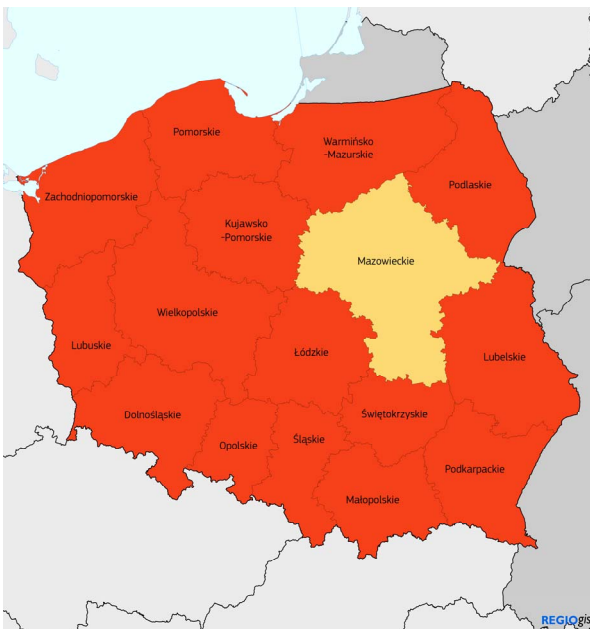 Pomorskie
Warmińsko
-Mazurskie
Podlaskie
Zachodniopomorskie
Kujawsko
-Pomorskie
Mazowieckie
Wielkopolskie
Lubuskie
Łódzkie
Lubelskie
Dolnośląskie
Świętokrzyskie
Opolskie
Śląskie
Podkarpackie
Małopolskie
REGIOgis